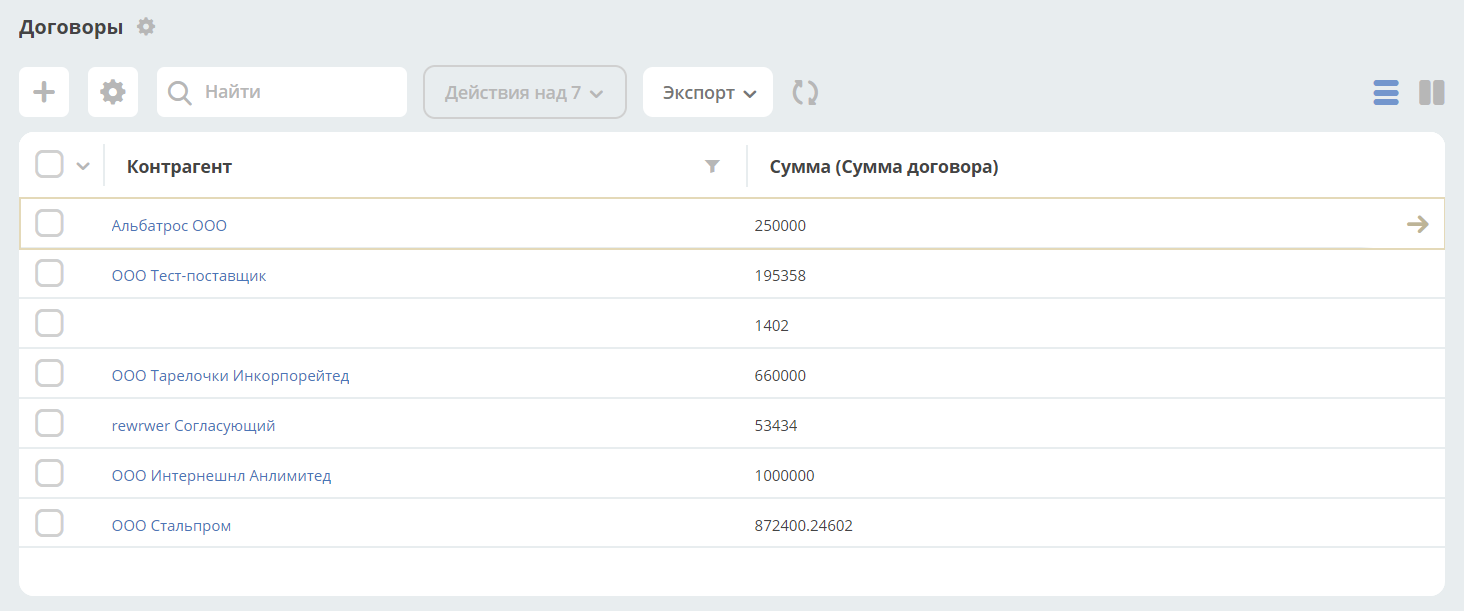 Договоры
Найти
Действия над 7
Экспорт
Контрагент
Сумма (Сумма договора)
Альбатрос ООО 250000
ООО Тест-поставщик 195358
1402
ООО Тарелочки Инкорпорейтед 660000
rewrwer Согласующий 53434
ООО Интернешнл Анлимитед 1000000
ООО Стальпром 872400.24602